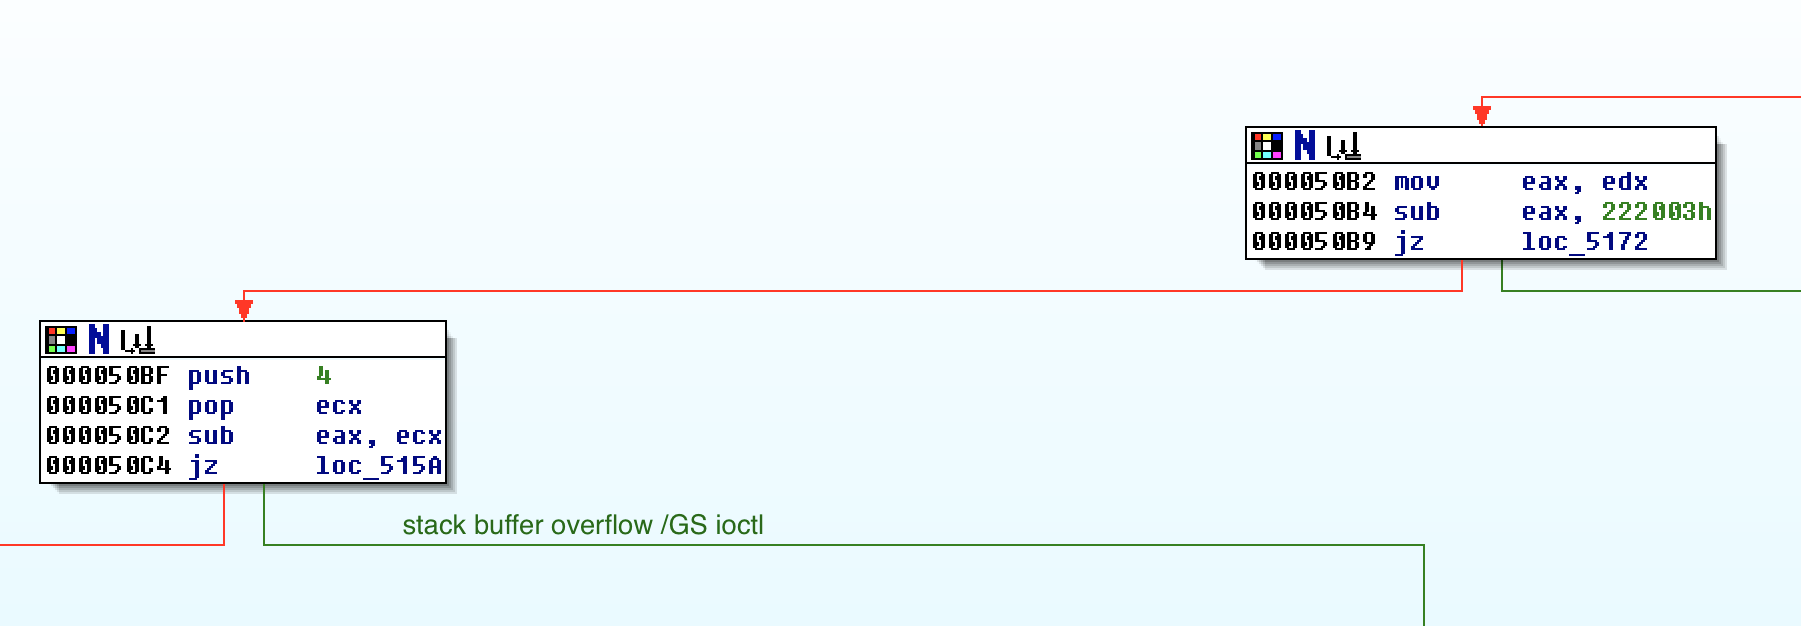 000050B2 mov eax, edx
000050B4 sub eax, 222003h
000050B9 jz loc_5172
000050BF push 4
000050C1 pop ecx
000050C2 sub eax, ecx
000050C4 jz loc_515A
stack buffer overflow /GS ioctl